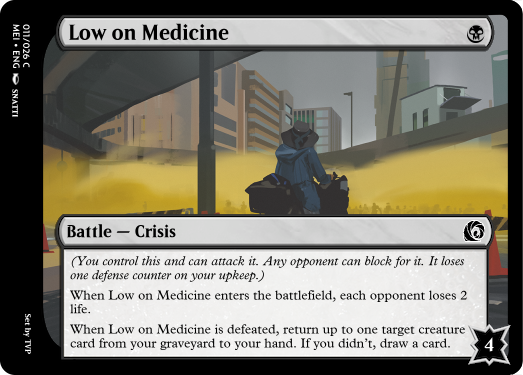 Low on Medicine
Battle — Crisis
(You control this and can attack it. Any opponent can block for it. It loses
one defense counter on your upkeep.)
When Low on Medicine enters the battlefield, each opponent loses 2
life.
When Low on Medicine is defeated, return up to one target creature
card from your graveyard to your hand. If you didn't, draw a card.
4
011/026 C
MEI • ENG SNATTI
Set by TVP